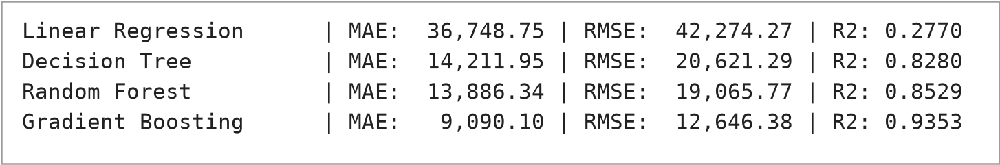 Linear Regression      | MAE:  36,748.75 | RMSE:  42,274.27 | R2: 0.2770
Decision Tree          | MAE:  14,211.95 | RMSE:  20,621.29 | R2: 0.8280
Random Forest          | MAE:  13,886.34 | RMSE:  19,065.77 | R2: 0.8529
Gradient Boosting      | MAE:   9,090.10 | RMSE:  12,646.38 | R2: 0.9353